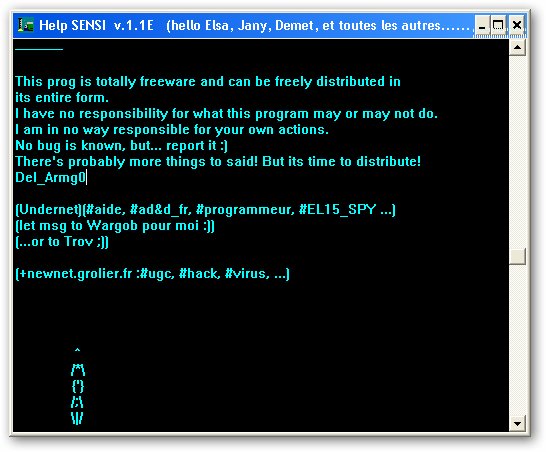 Help SENSI v.1.1E (hello Elsa, Jany, Demet, et toutes les autres......,
This prog is totally freeware and can be freely distributed in
its entire form.
I have no responsibility for what this program may or may not do.
I am in no way responsible for your own actions.
No bug is known, but... report it :)
There's probably more things to said! But its time to distribute!
Del_Armg0
(Undernet)(#aide, #ad&d_fr, #programmeur, #EL15_SPY ...)
(let msg to Wargob pour moi :))
(...or to Trov ;))
(+newnet.grolier.fr :#ugc, #hack, #virus, ...)
^
/*\
{'}
/;\
\|/